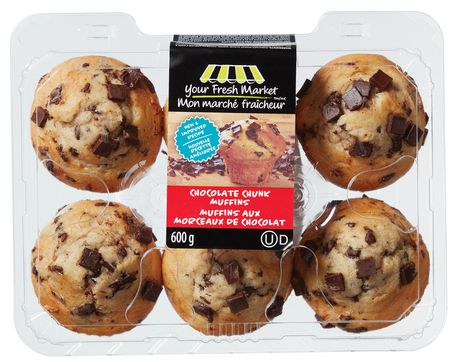 Your Fresh Market
Mon marché fraîcheur
NEW &
IMPROVED
RECIPE
NOUVELLE
RECETTE
AMÉLIORÉE
CHOCOLATE CHUNK
MUFFINS
MUFFINS AUX
MORCEAUX DE CHOCOLAT
600 g
U D